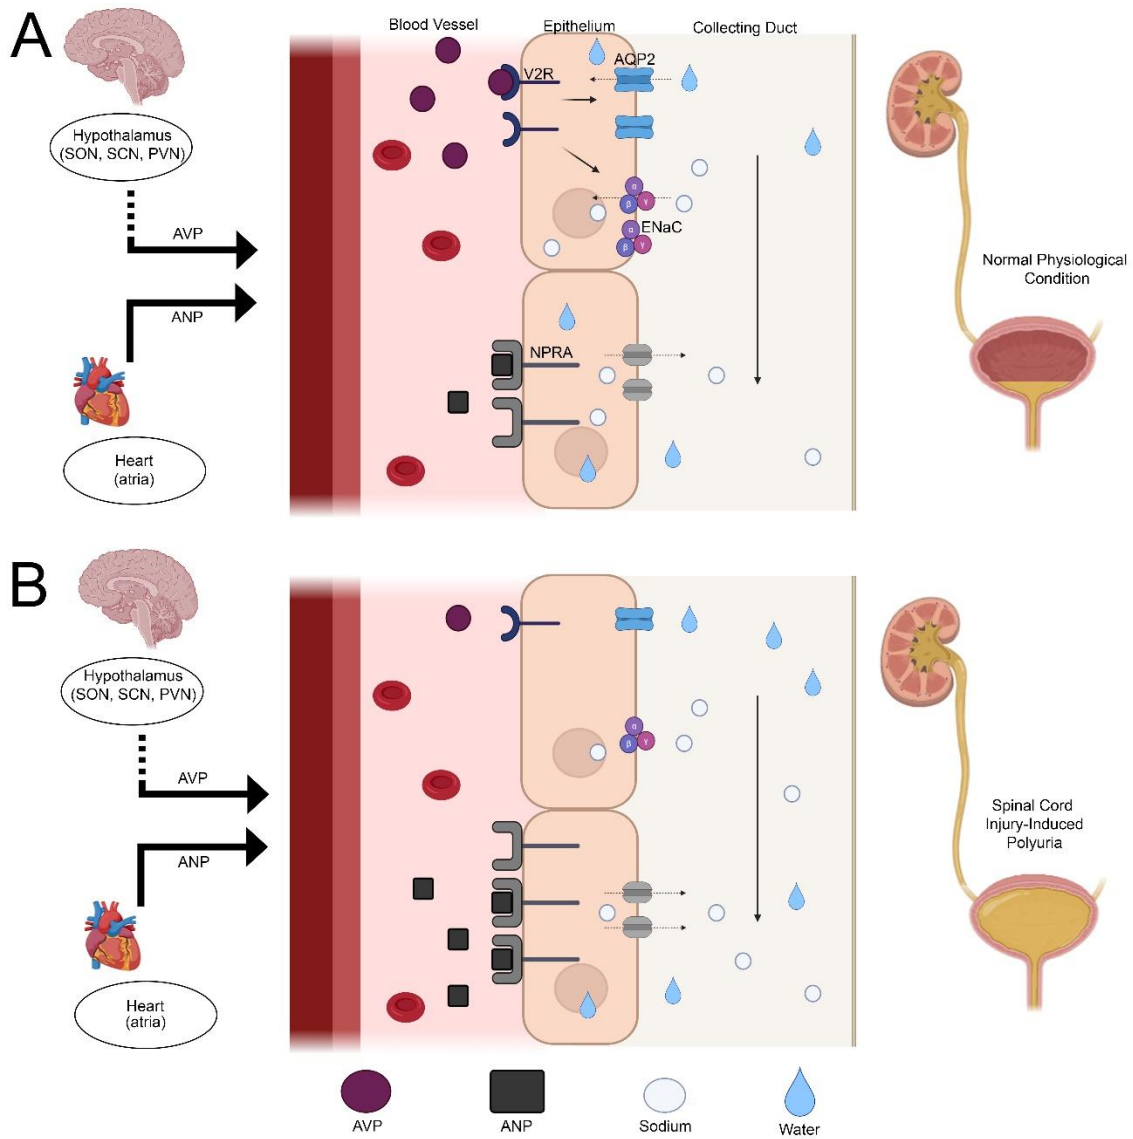 A
Blood Vessel
Epithelium
Collecting Duct
V2R
AQP2
Hypothalamus
(SON, SCN, PVN)
AVP
α
β
γ
ENaC
α
β
γ
ANP
NPRA
Heart
(atria)
Normal Physiological
Condition
B
Hypothalamus
(SON, SCN, PVN)
AVP
α
β
γ
ANP
Heart
(atria)
Spinal Cord
Injury-Induced
Polyuria
AVP
ANP
Sodium
Water